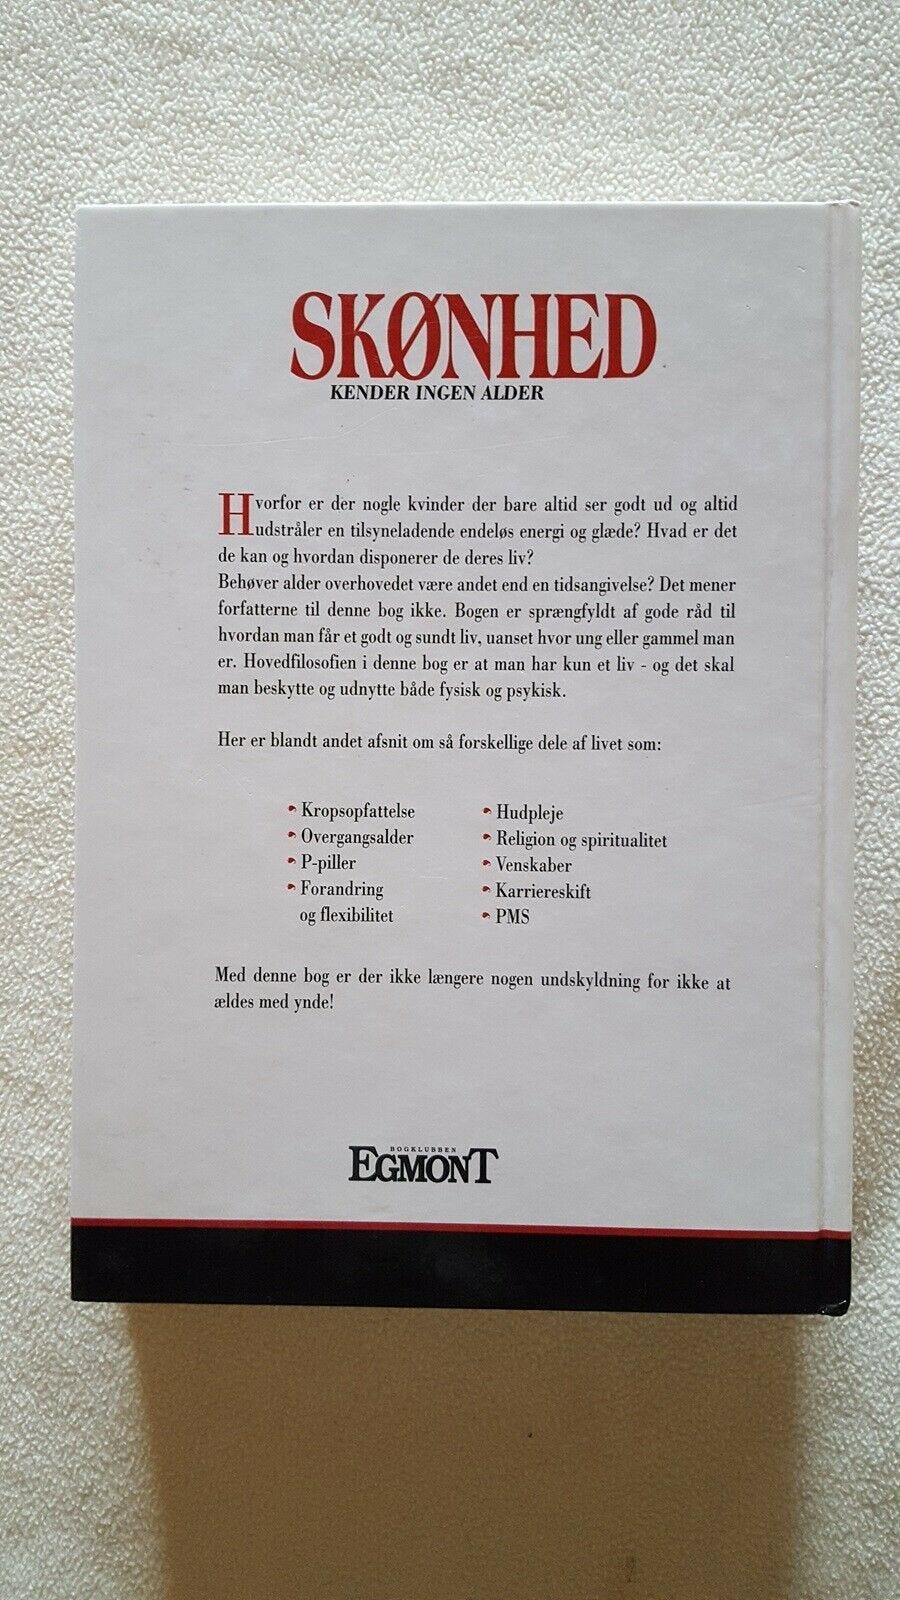 SKØNHED
KENDER INGEN ALDER
Hvorfor er der nogle kvinder der bare altid ser godt ud og altid
udstråler en tilsyneladende endeløs energi og glæde? Hvad er det
de kan og hvordan disponerer de deres liv?
Behøver alder overhovedet være andet end en tidsangivelse? Det mener
forfatterne til denne bog ikke. Bogen er sprængfyldt af gode råd til
hvordan man får et godt og sundt liv, uanset hvor ung eller gammel man
er. Hovedfilosofien i denne bog er at man har kun et liv - og det skal
man beskytte og udnytte både fysisk og psykisk.
Her er blandt andet afsnit om så forskellige dele af livet som:
Kropsopfattelse
Overgangsalder
P-piller
Forandring
og flexibilitet
Hudpleje
Religion og spiritualitet
Venskaber
Karriereskift
PMS
Med denne bog er der ikke længere nogen undskyldning for ikke at
ældes med ynde!
BOGKLUBBEN
EGMONT